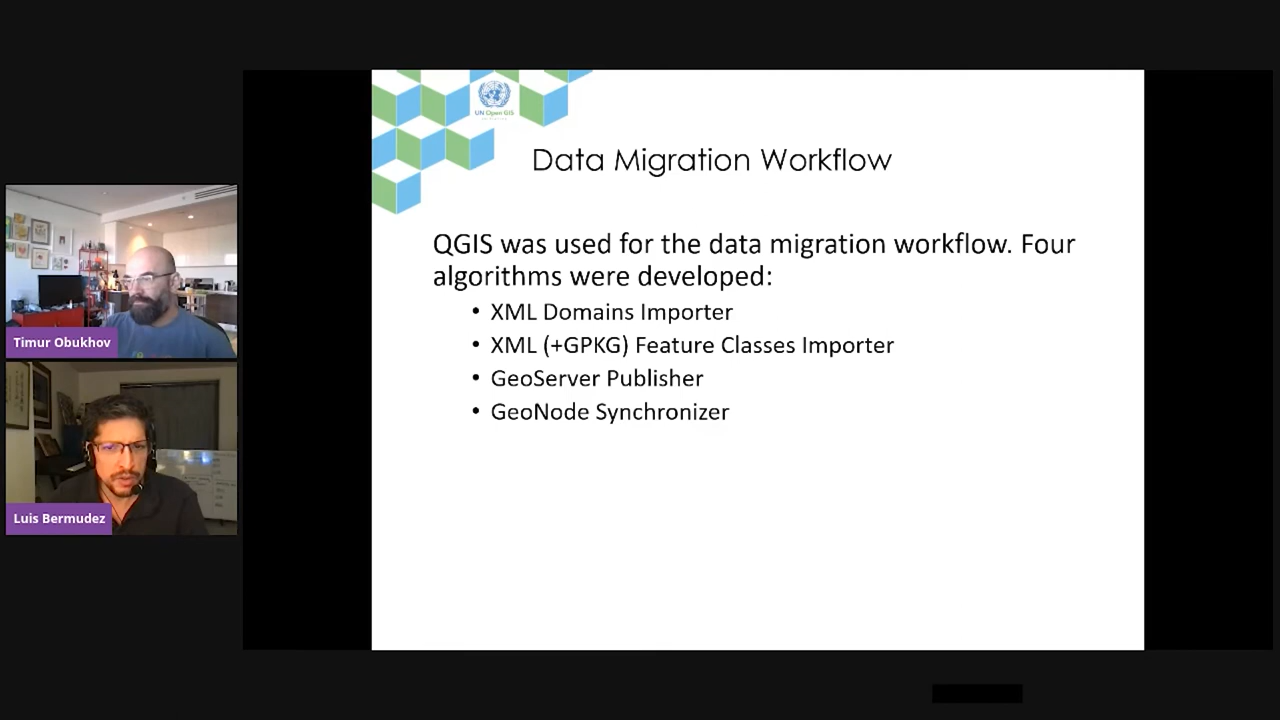 UN Open GIS
Data Migration Workflow
QGIS was used for the data migration workflow. Four
algorithms were developed:
• XML Domains Importer
• XML (+GPKG) Feature Classes Importer
• GeoServer Publisher
• GeoNode Synchronizer
Timur Obukhov
Luis Bermudez